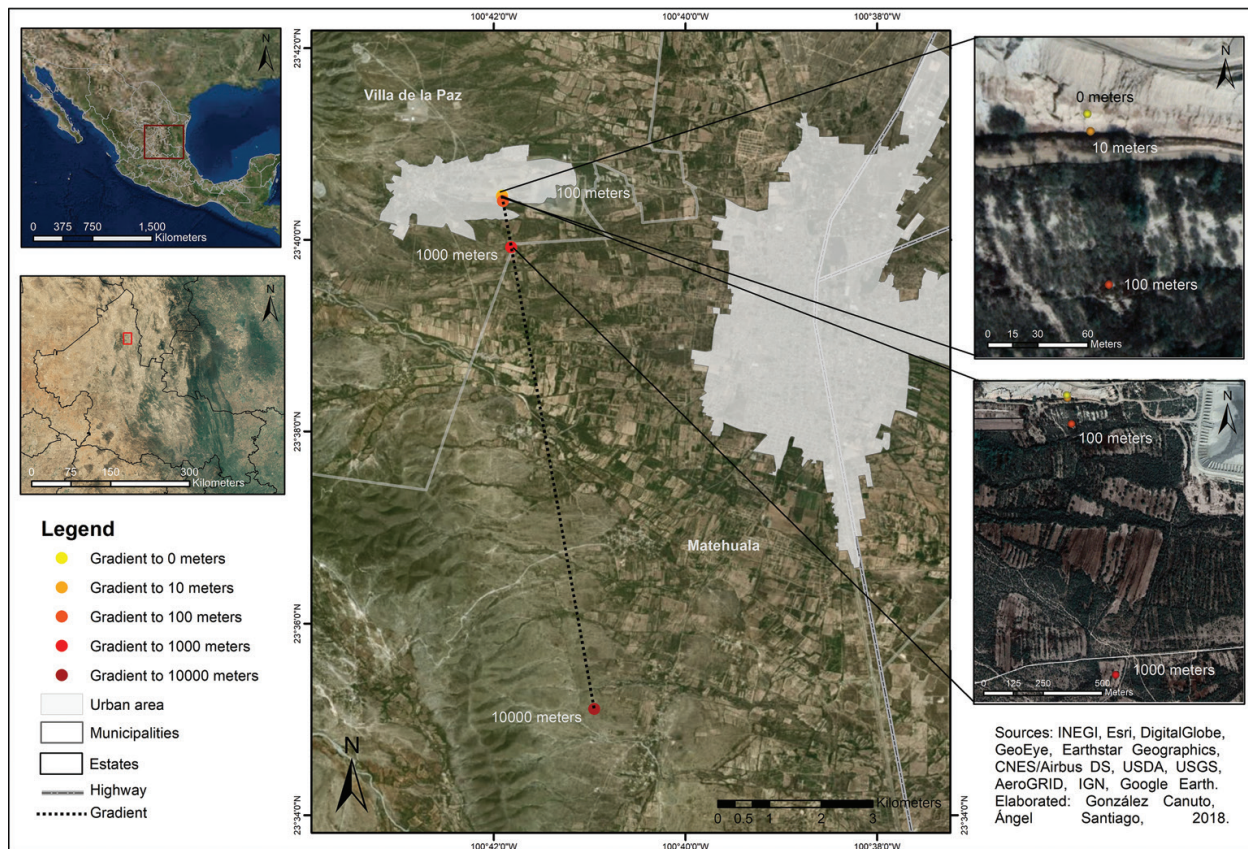 N
0 375 750 1,500
Kilometers
N
0 75 150 300
Kilometers
Legend
Gradient to 0 meters
Gradient to 10 meters
Gradient to 100 meters
Gradient to 1000 meters
Gradient to 10000 meters
Urban area
Municipalities
Estates
Highway
Gradient
100°42'0"W 100°40'0"W 100°38'0"W
23°42'0"N
23°40'0"N
23°38'0"N
23°36'0"N
23°34'0"N
Villa de la Paz
100 meters
1000 meters
Matehuala
10000 meters
N
Kilometers
0 0.5 1 2 3
100°42'0"W 100°40'0"W 100°38'0"W
23°34'0"N
N
0 meters
10 meters
100 meters
0 15 30 60
Meters
N
100 meters
1000 meters
0 125 250 500
Meters
Sources: INEGI, Esri, DigitalGlobe,
GeoEye, Earthstar Geographics,
CNES/Airbus DS, USDA, USGS,
AeroGRID, IGN, Google Earth.
Elaborated: González Canuto,
Ángel Santiago, 2018.